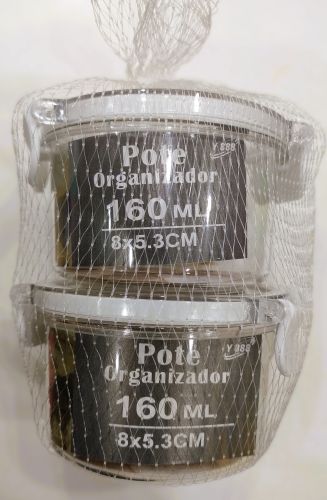 Pote
Y 888
Organizador
160 ML
8x5.3CM
Pote
Y 888
Organizador
160 ML
8x5.3CM